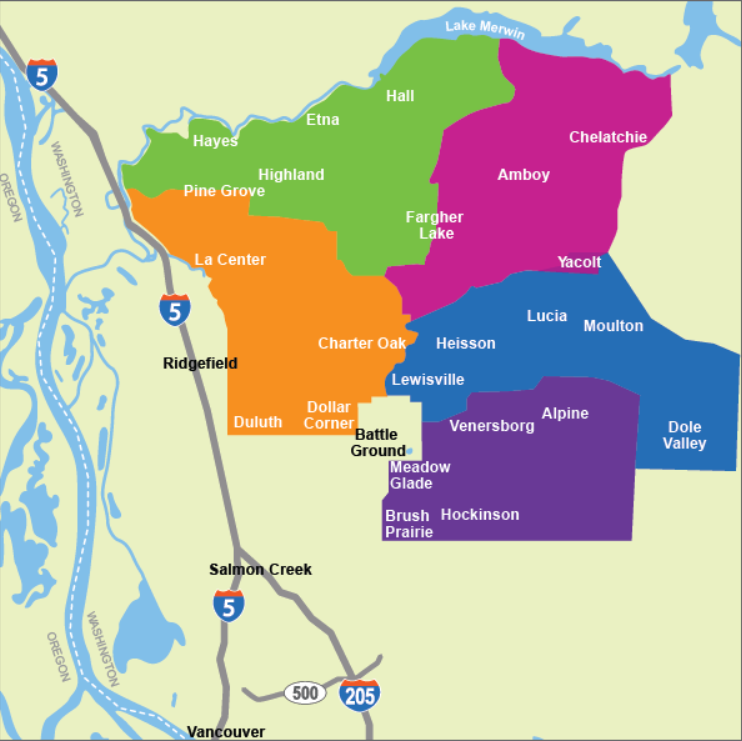 Lake Merwin
5
Hall
Etna
Hayes
Chelatchie
Highland
Amboy
Pine Grove
WASHINGTON
OREGON
Fargher
Lake
La Center
Yacolt
5
Lucia
Moulton
Charter Oak
Heisson
Ridgefield
Lewisville
Dollar
Corner
Duluth
Alpine
Venersborg
Dole
Valley
Battle
Ground
Meadow
Glade
Brush
Prairie
Hockinson
Salmon Creek
5
WASHINGTON
OREGON
500
205
Vancouver